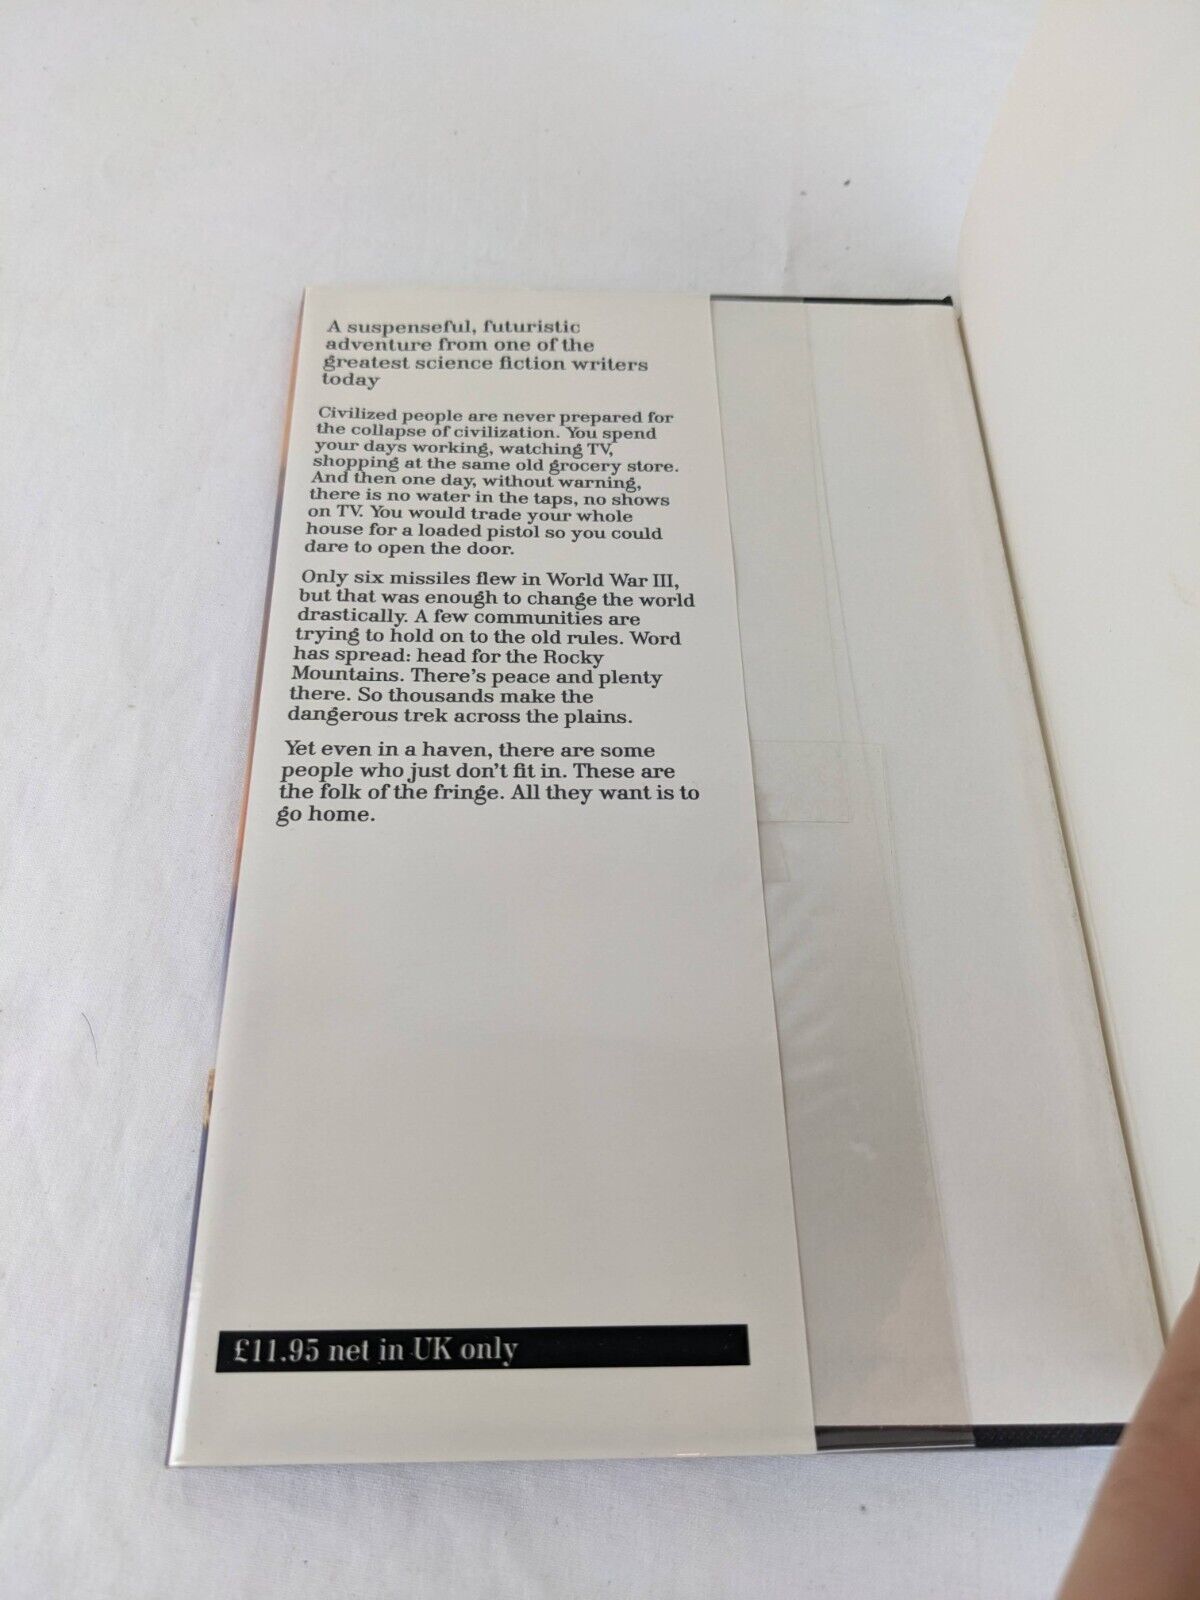 A suspenseful, futuristic
adventure from one of the
greatest science fiction writers
today
Civilized people are never prepared for
the collapse of civilization. You spend
your days working, watching TV,
shopping at the same old grocery store.
And then one day, without warning,
there is no water in the taps, no shows
on TV. You would trade your whole
house for a loaded pistol so you could
dare to open the door.
Only six missiles flew in World War III,
but that was enough to change the world
drastically. A few communities are
trying to hold on to the old rules. Word
has spread: head for the Rocky
Mountains. There's peace and plenty
there. So thousands make the
dangerous trek across the plains.
Yet even in a haven, there are some
people who just don't fit in. These are
the folk of the fringe. All they want is to
go home.
£11.95 net in UK only